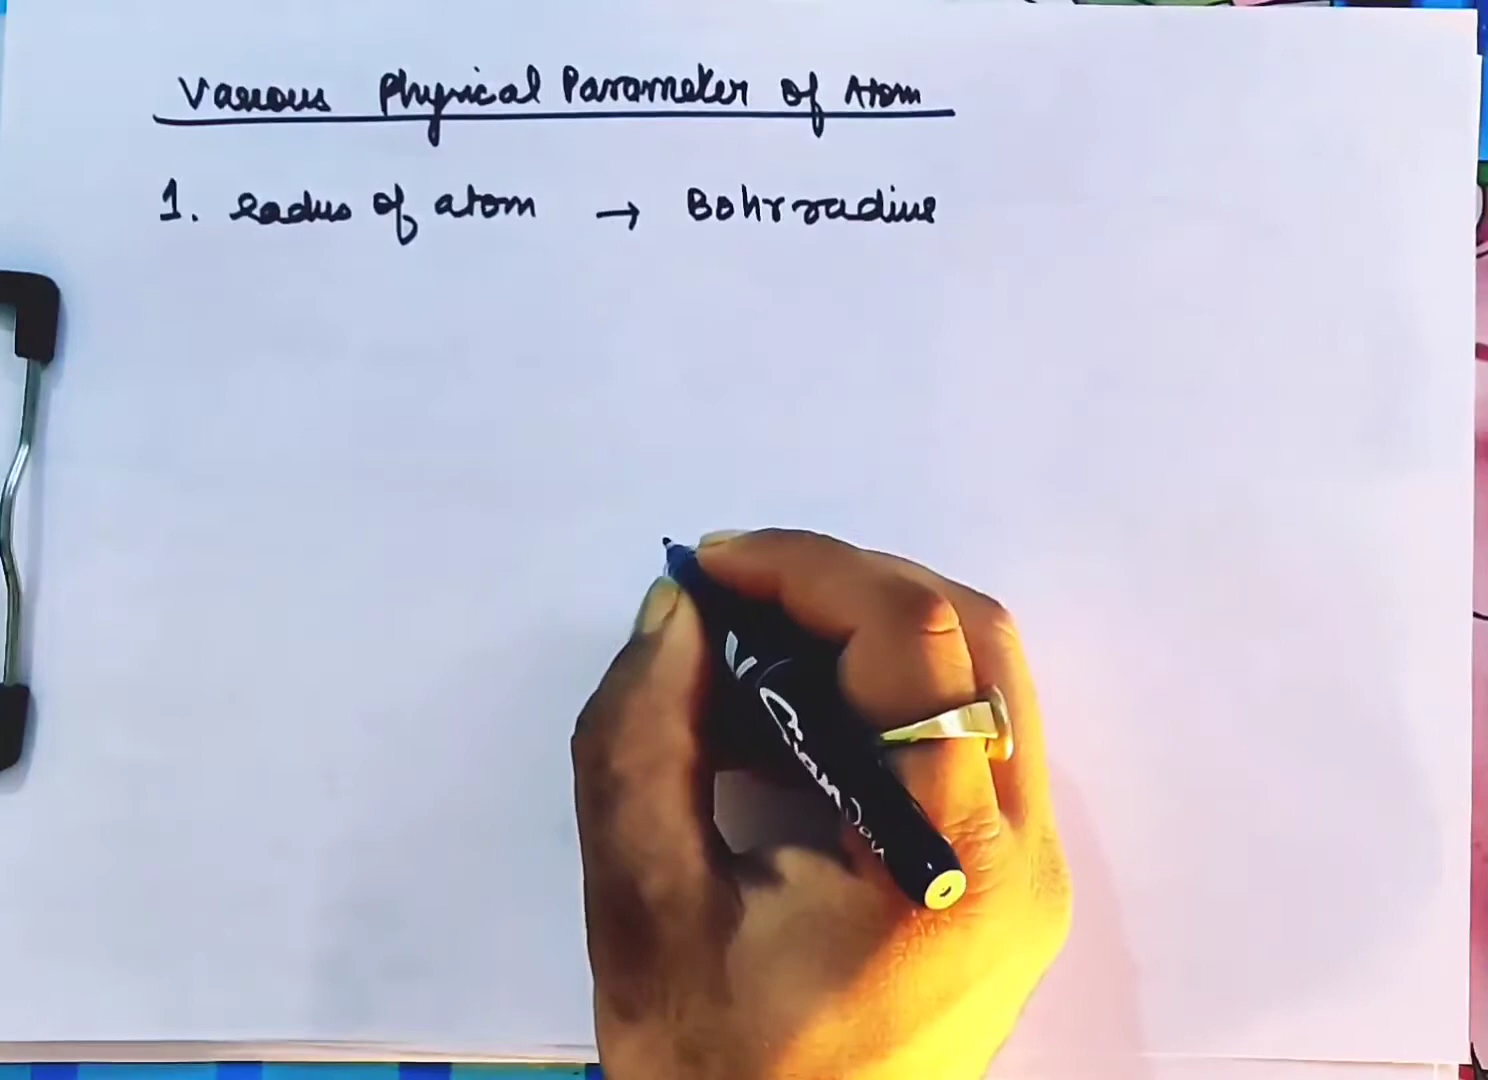 Various Physical Parameter of Atom
1. radius of atom → Bohr radius